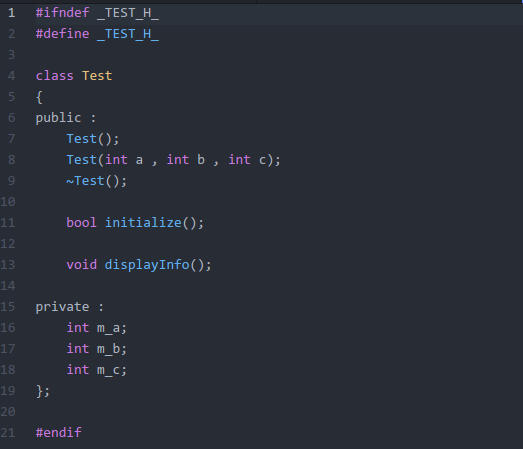 1 #ifndef _TEST_H_
2 #define _TEST_H_
3
4 class Test
5 {
6 public :
7     Test();
8     Test(int a , int b , int c);
9     ~Test();
10
11     bool initialize();
12
13     void displayInfo();
14
15 private :
16     int m_a;
17     int m_b;
18     int m_c;
19 };
20
21 #endif